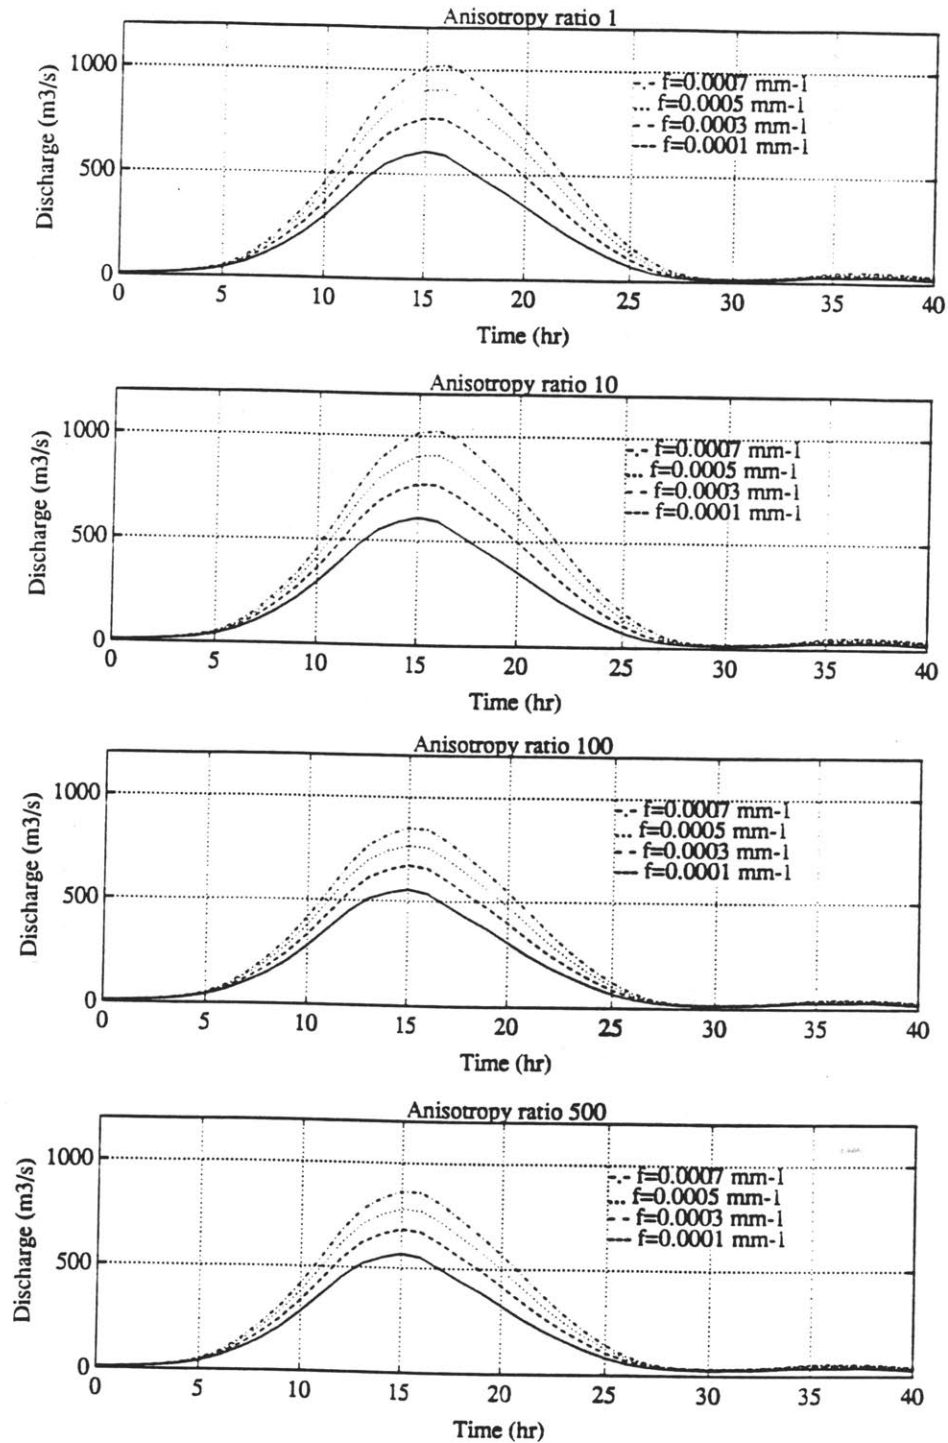 Anisotropy ratio 1
Discharge (m3/s)
1000
500
0
f=0.0007 mm-1
f=0.0005 mm-1
f=0.0003 mm-1
f=0.0001 mm-1
0 5 10 15 20 25 30 35 40
Time (hr)
Anisotropy ratio 10
Discharge (m3/s)
1000
500
0
f=0.0007 mm-1
f=0.0005 mm-1
f=0.0003 mm-1
f=0.0001 mm-1
0 5 10 15 20 25 30 35 40
Time (hr)
Anisotropy ratio 100
Discharge (m3/s)
1000
500
0
f=0.0007 mm-1
f=0.0005 mm-1
f=0.0003 mm-1
f=0.0001 mm-1
0 5 10 15 20 25 30 35 40
Time (hr)
Anisotropy ratio 500
Discharge (m3/s)
1000
500
0
f=0.0007 mm-1
f=0.0005 mm-1
f=0.0003 mm-1
f=0.0001 mm-1
0 5 10 15 20 25 30 35 40
Time (hr)